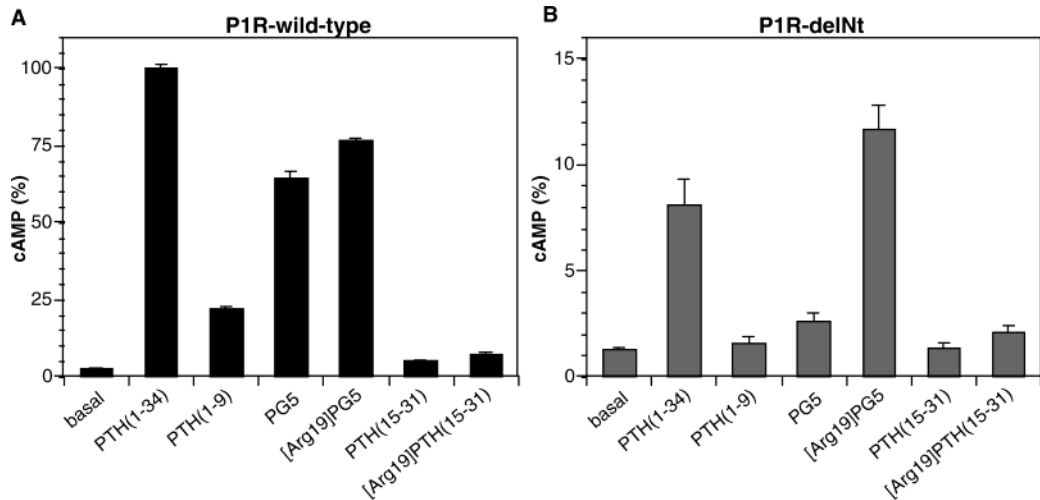 A
P1R-wild-type
cAMP (%)
100
75
50
25
0
basal
PTH(1-34)
PTH(1-9)
PG5
[Arg19]PG5
PTH(15-31)
[Arg19]PTH(15-31)
B
P1R-delNt
cAMP (%)
15
10
5
0
basal
PTH(1-34)
PTH(1-9)
PG5
[Arg19]PG5
PTH(15-31)
[Arg19]PTH(15-31)